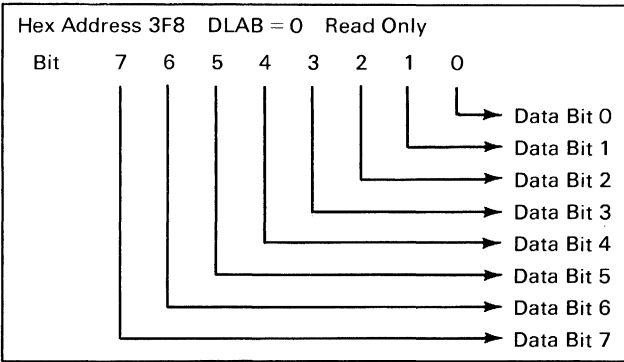 Hex Address 3F8 DLAB = 0 Read Only
Bit 7 6 5 4 3 2 1 0
Data Bit 0
Data Bit 1
Data Bit 2
Data Bit 3
Data Bit 4
Data Bit 5
Data Bit 6
Data Bit 7